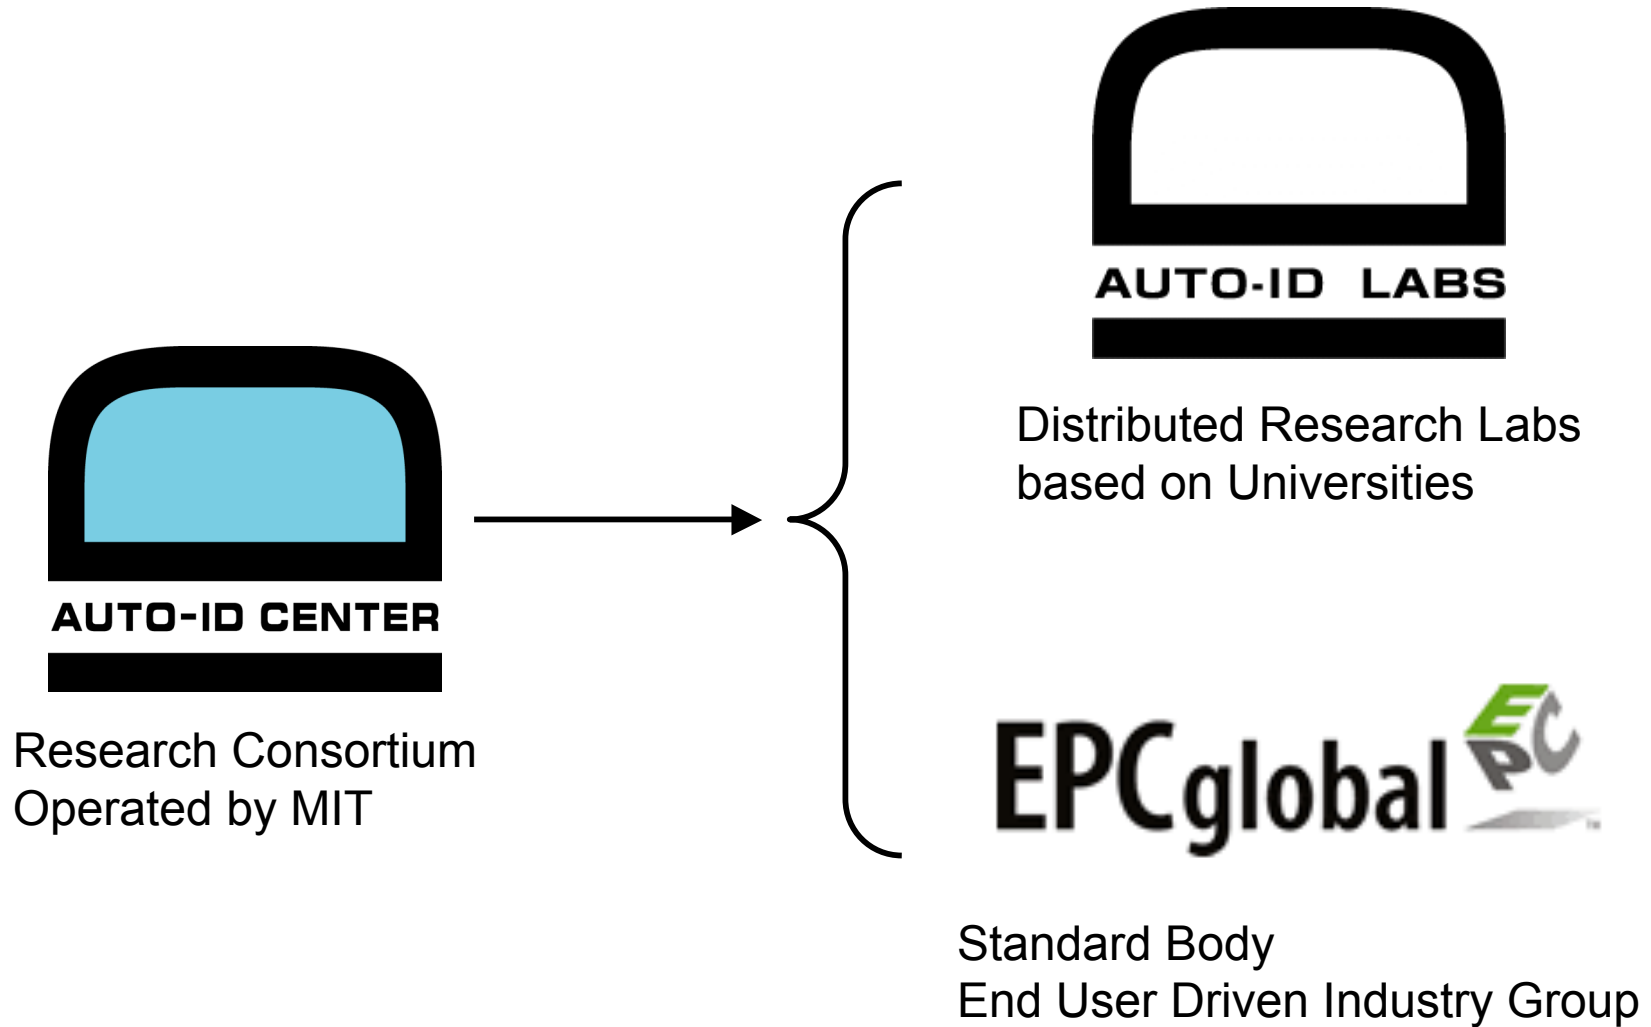 AUTO-ID CENTER
Research Consortium
Operated by MIT
AUTO-ID LABS
Distributed Research Labs
based on Universities
EPCglobal EPC
Standard Body
End User Driven Industry Group